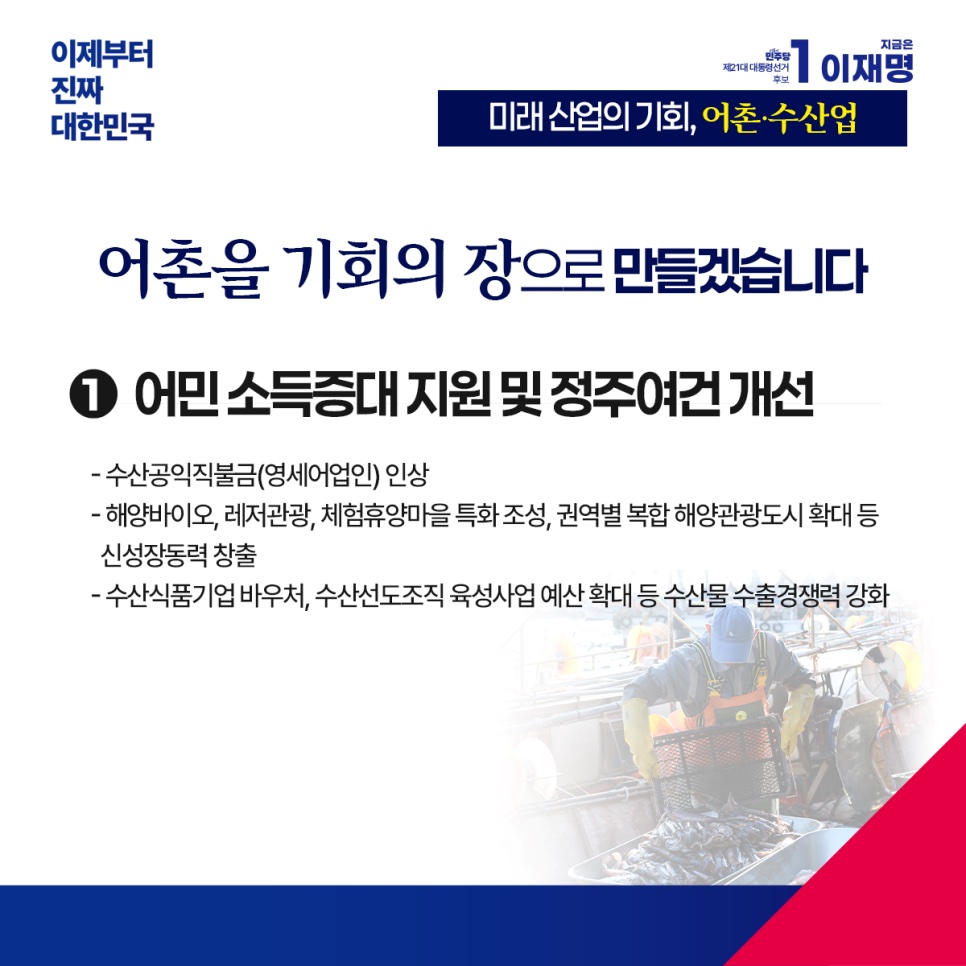 이제부터
진짜
대한민국
더불어
민주당
제21대 대통령선거
후보
1
지금은
이재명
미래 산업의 기회, 어촌·수산업
어촌을 기회의 장으로 만들겠습니다
❶ 어민 소득증대 지원 및 정주여건 개선
- 수산공익직불금(영세어업인) 인상
- 해양바이오, 레저관광, 체험휴양마을 특화 조성, 권역별 복합 해양관광도시 확대 등
신성장동력 창출
- 수산식품기업 바우처, 수산선도조직 육성사업 예산 확대 등 수산물 수출경쟁력 강화